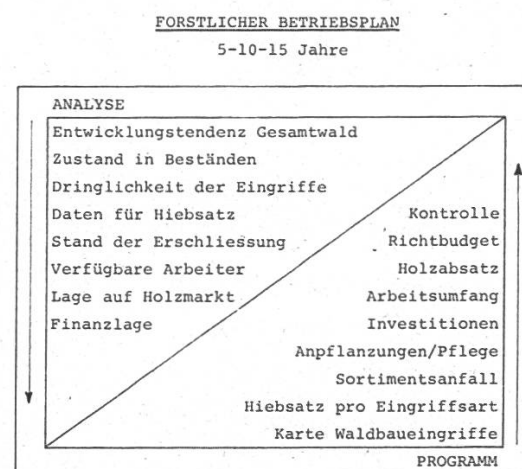 FORSTLICHER BETRIEBSPLAN
5-10-15 Jahre
ANALYSE
Entwicklungstendenz Gesamtwald
Zustand in Beständen
Dringlichkeit der Eingriffe
Daten für Hiebsatz
Stand der Erschliessung
Verfügbare Arbeiter
Lage auf Holzmarkt
Finanzlage
Kontrolle
Richtbudget
Holzabsatz
Arbeitsumfang
Investitionen
Anpflanzungen/Pflege
Sortimentsanfall
Hiebsatz pro Eingriffsart
Karte Waldbaueingriffe
PROGRAMM